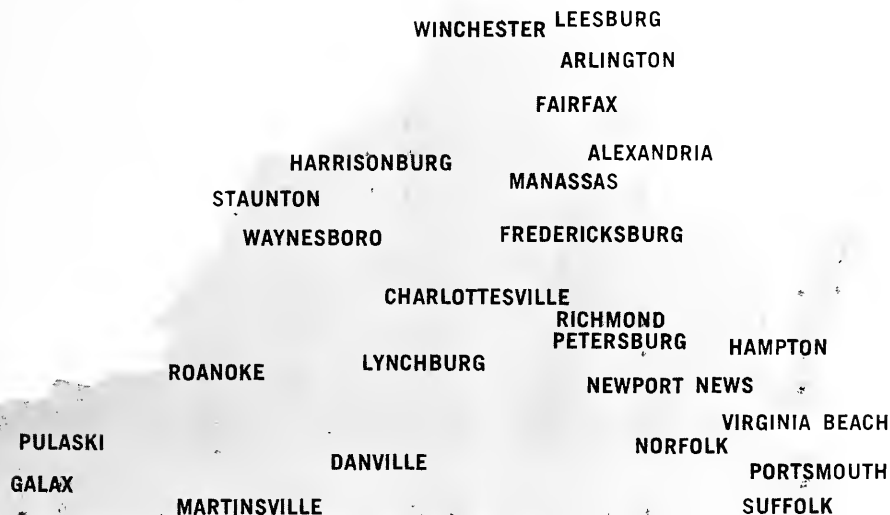 WINCHESTER LEESBURG
ARLINGTON
FAIRFAX
ALEXANDRIA
HARRISONBURG
MANASSAS
STAUNTON
WAYNESBORO
FREDERICKSBURG
CHARLOTTESVILLE
RICHMOND
PETERSBURG
HAMPTON
ROANOKE
LYNCHBURG
NEWPORT NEWS
VIRGINIA BEACH
PULASKI
NORFOLK
DANVILLE
PORTSMOUTH
GALAX
MARTINSVILLE
SUFFOLK